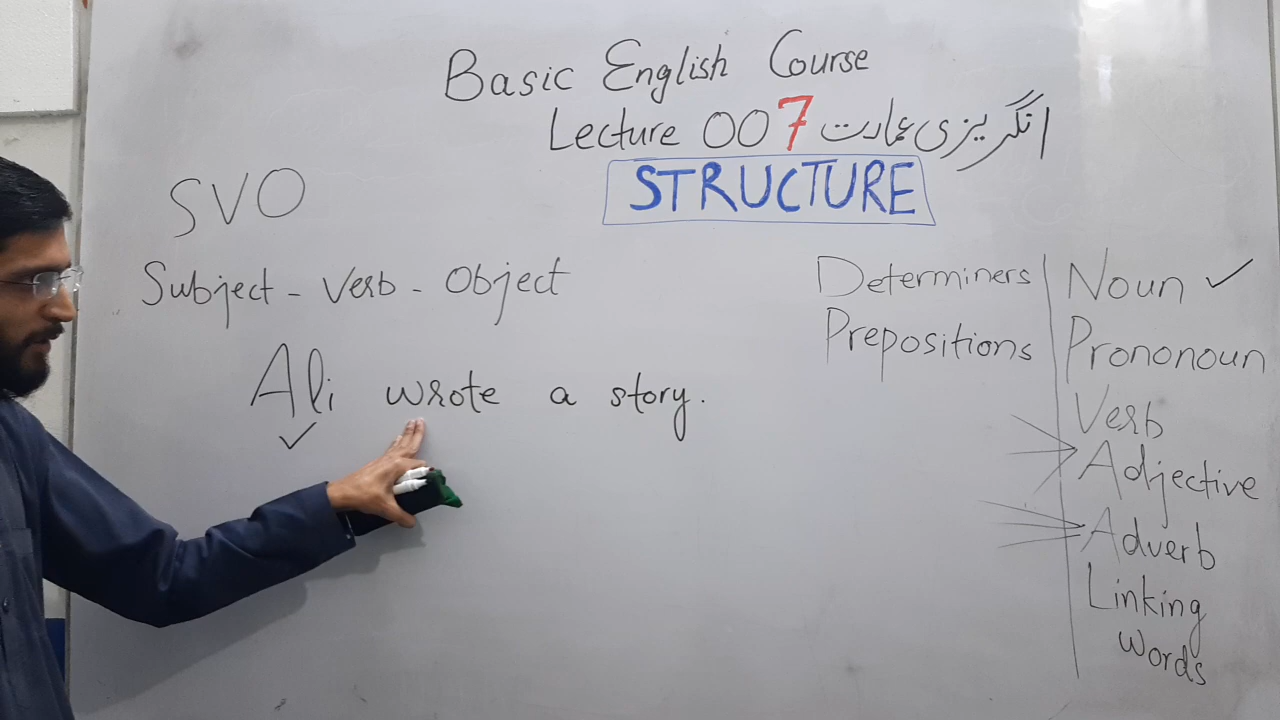 Basic English Course
Lecture 007 انگریزی عمارت
STRUCTURE
SVO
Subject - Verb - Object
Ali wrote a story.
Determiners
Prepositions
Noun ✓
Prononoun
Verb
Adjective
Adverb
Linking
words